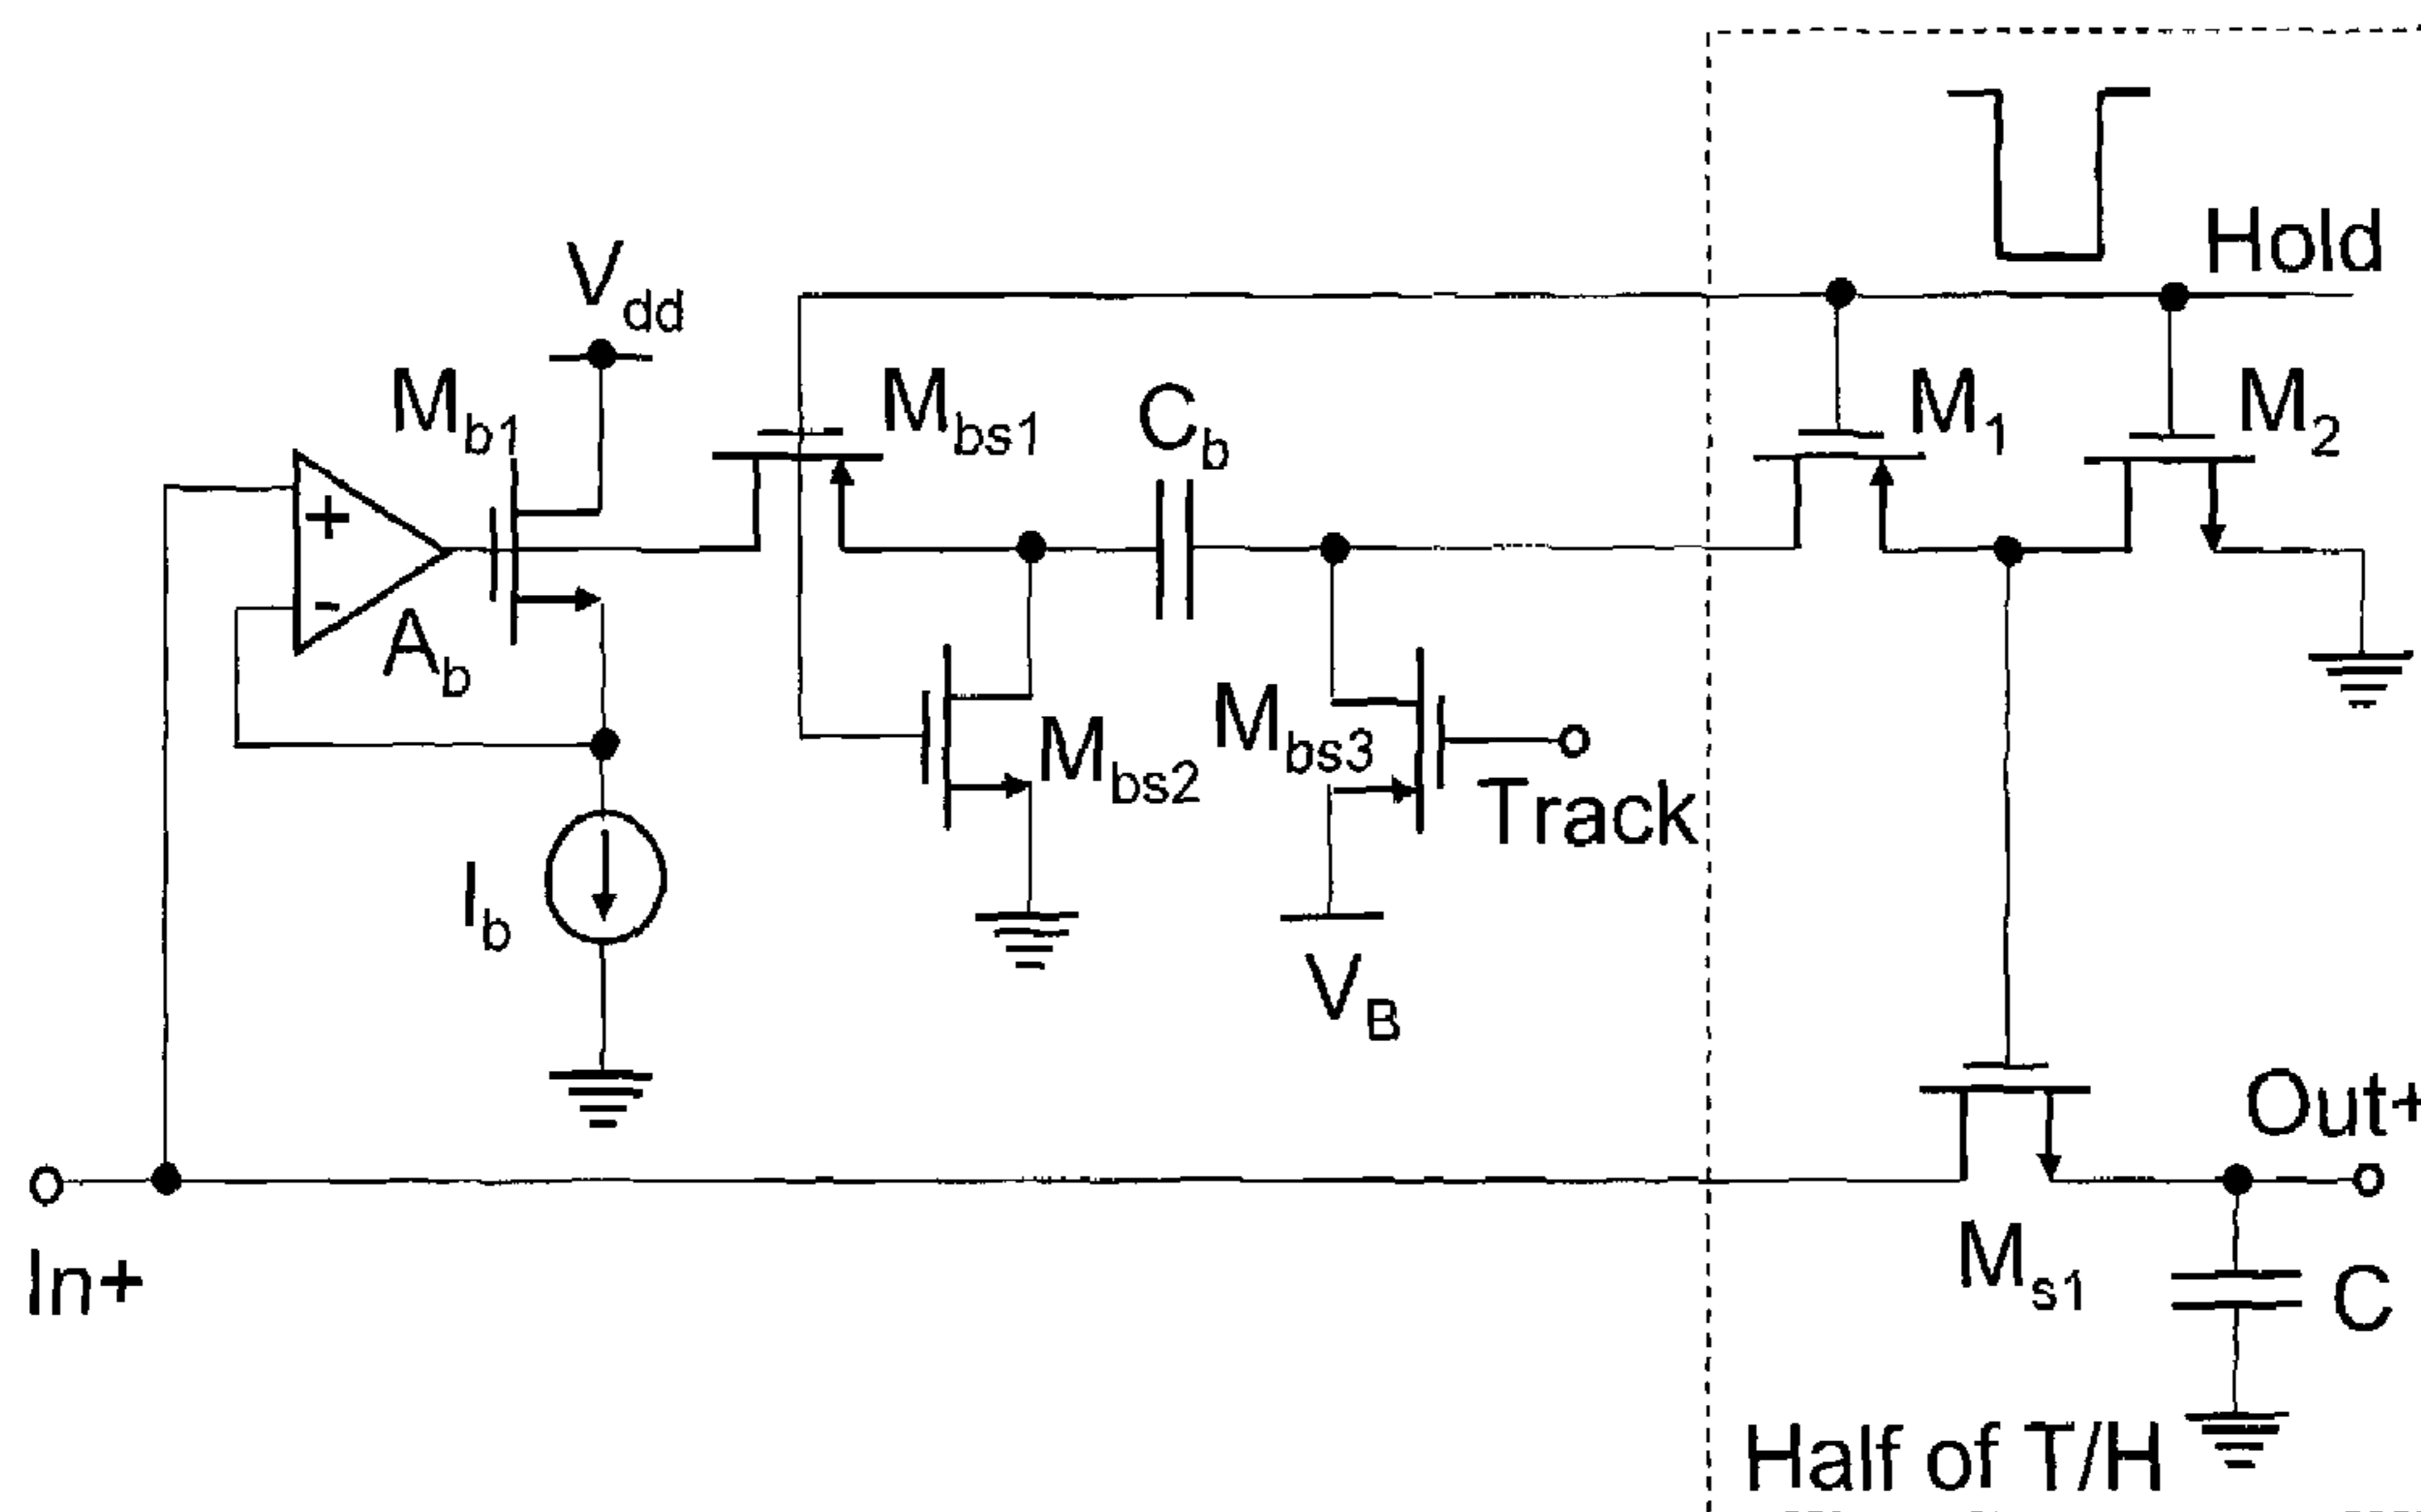 Hold
Vdd
Mb1
Mbs1
Cb
M1
M2
+
-
Ab
Mbs2
Mbs3
Track
Ib
VB
Out+
In+
Ms1
C
Half of T/H